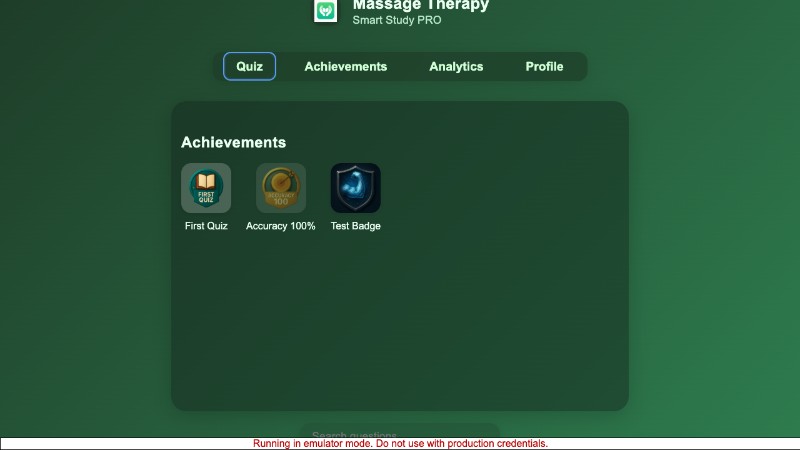 Massage Therapy
Smart Study PRO
Quiz
Achievements
Analytics
Profile
Achievements
FIRST
QUIZ
ACCURACY
100
First Quiz
Accuracy 100%
Test Badge
Search questions
Running in emulator mode. Do not use with production credentials.